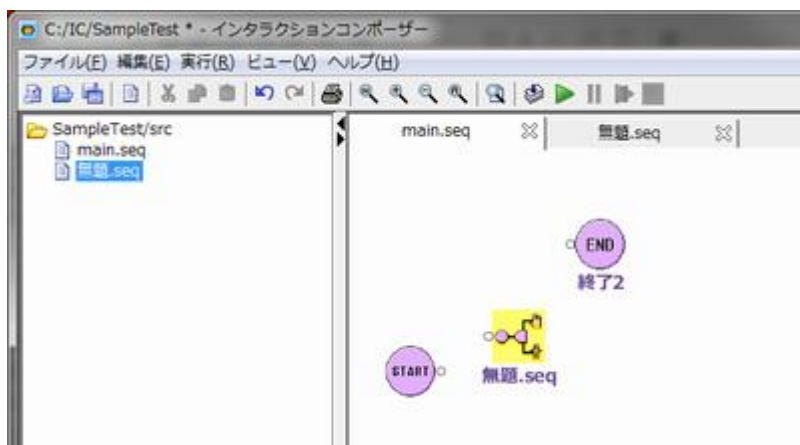 C:/IC/SampleTest * - インタラクションコンポーザー
ファイル(F) 編集(E) 実行(R) ビュー(V) ヘルプ(H)
SampleTest/src
main.seq
無題.seq
main.seq
無題.seq
END
終了2
START
無題.seq